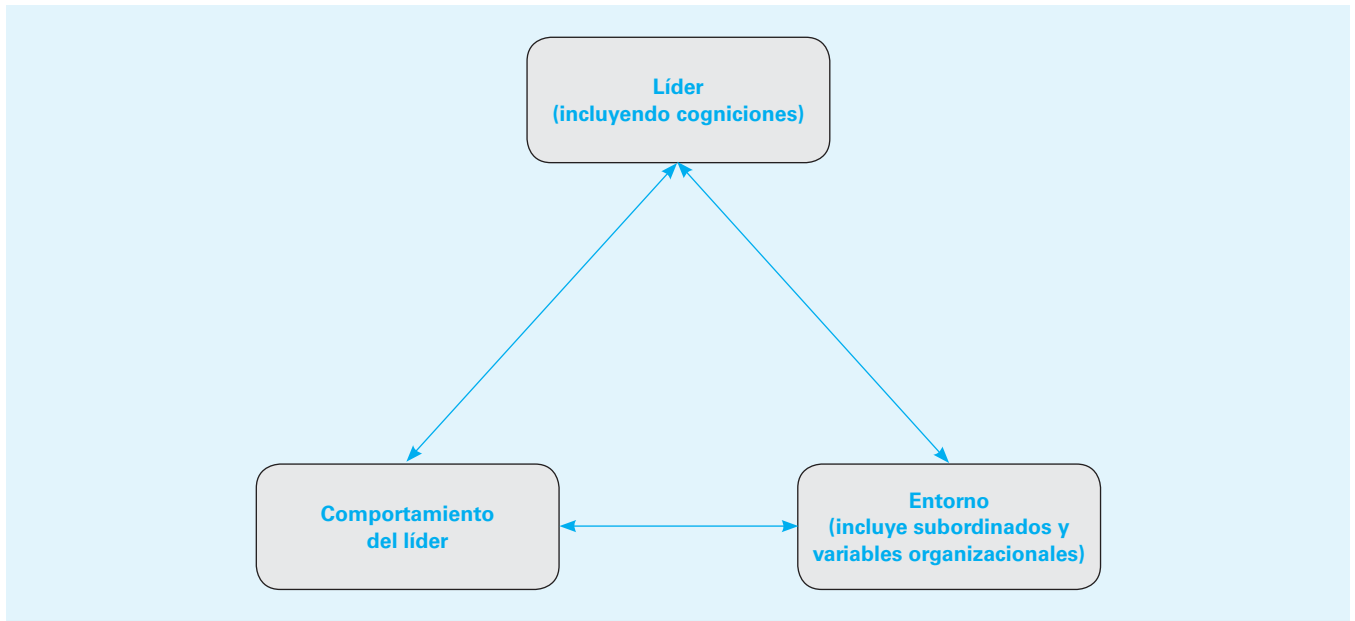 Líder
(incluyendo cogniciones)
Comportamiento
del líder
Entorno
(incluye subordinados y
variables organizacionales)